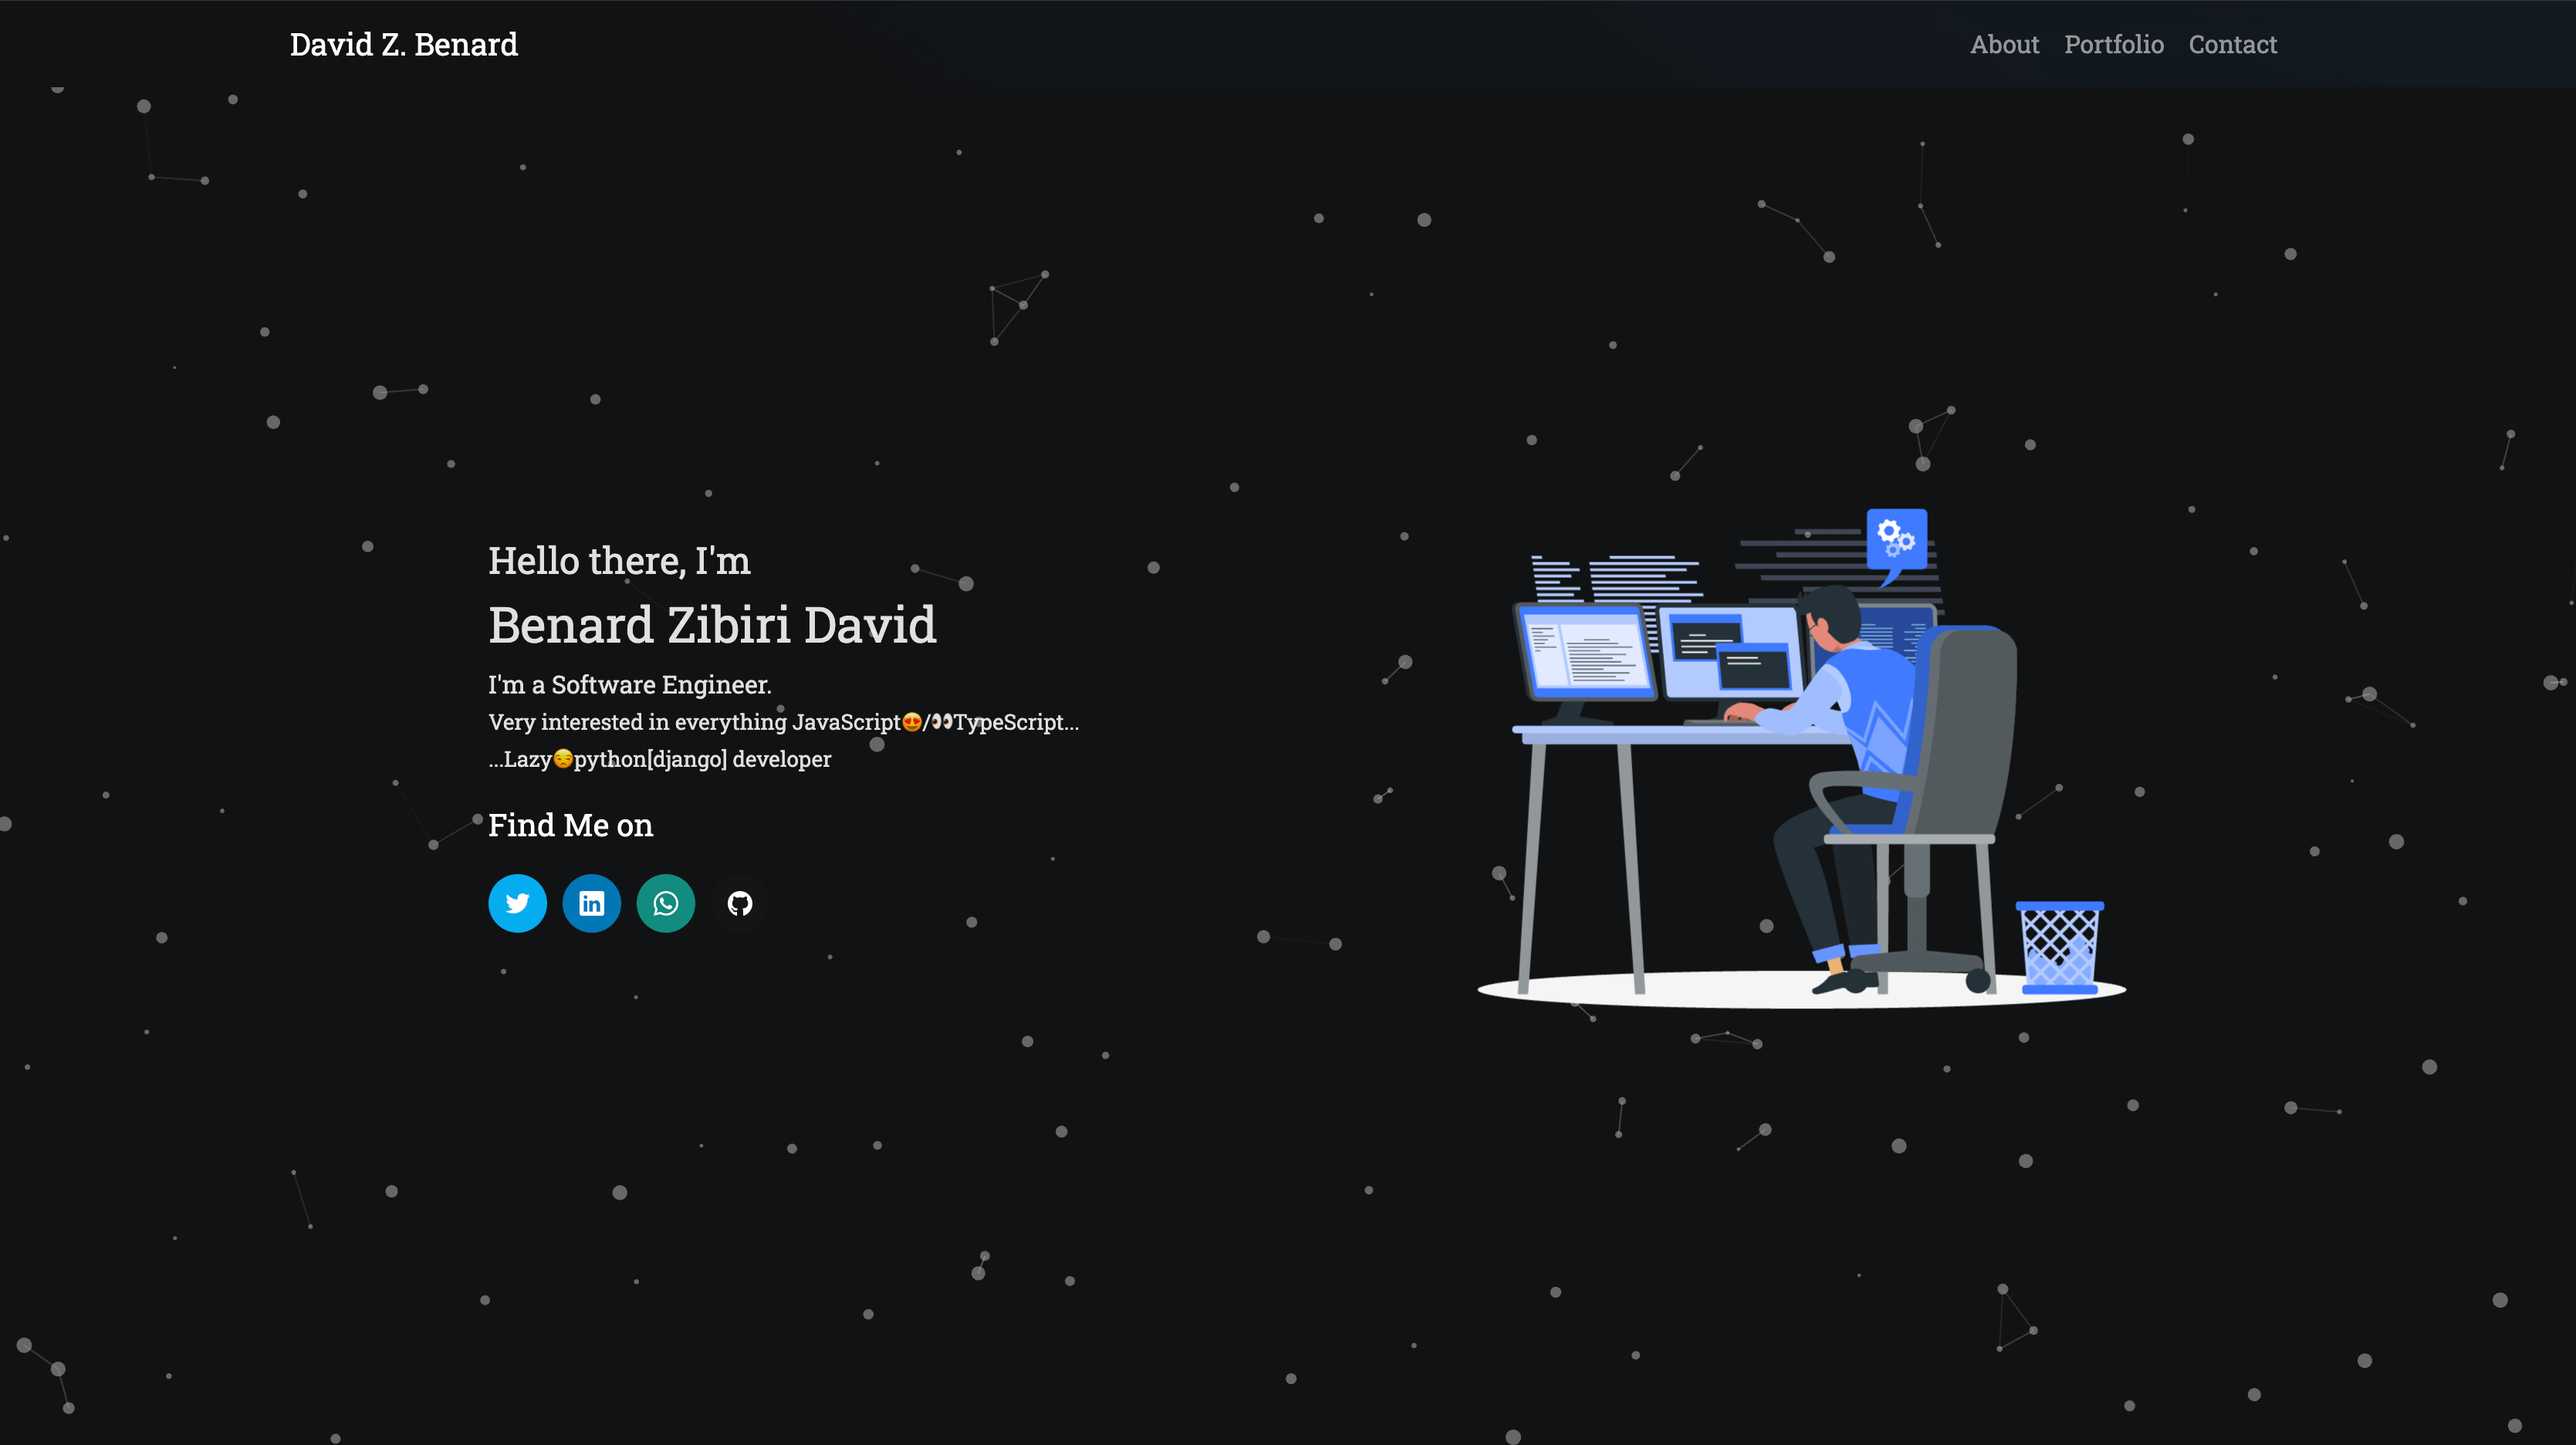 David Z. Benard
About Portfolio Contact
Hello there, I'm
Benard Zibiri David
I'm a Software Engineer.
Very interested in everything JavaScript😍/👀TypeScript...
...Lazy😒python[django] developer
Find Me on
in